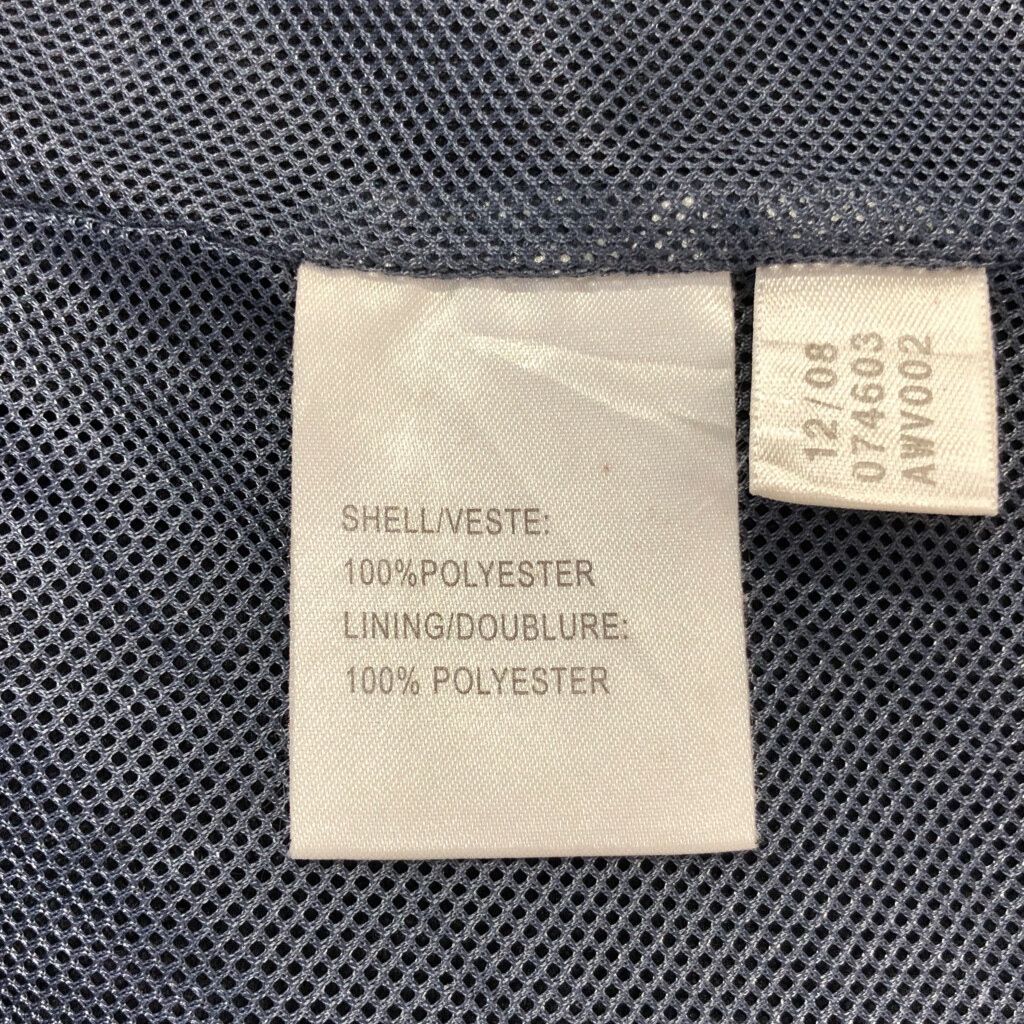 SHELL/VESTE:
100%POLYESTER
LINING/DOUBLURE:
100% POLYESTER
12/08
074603
AWV002